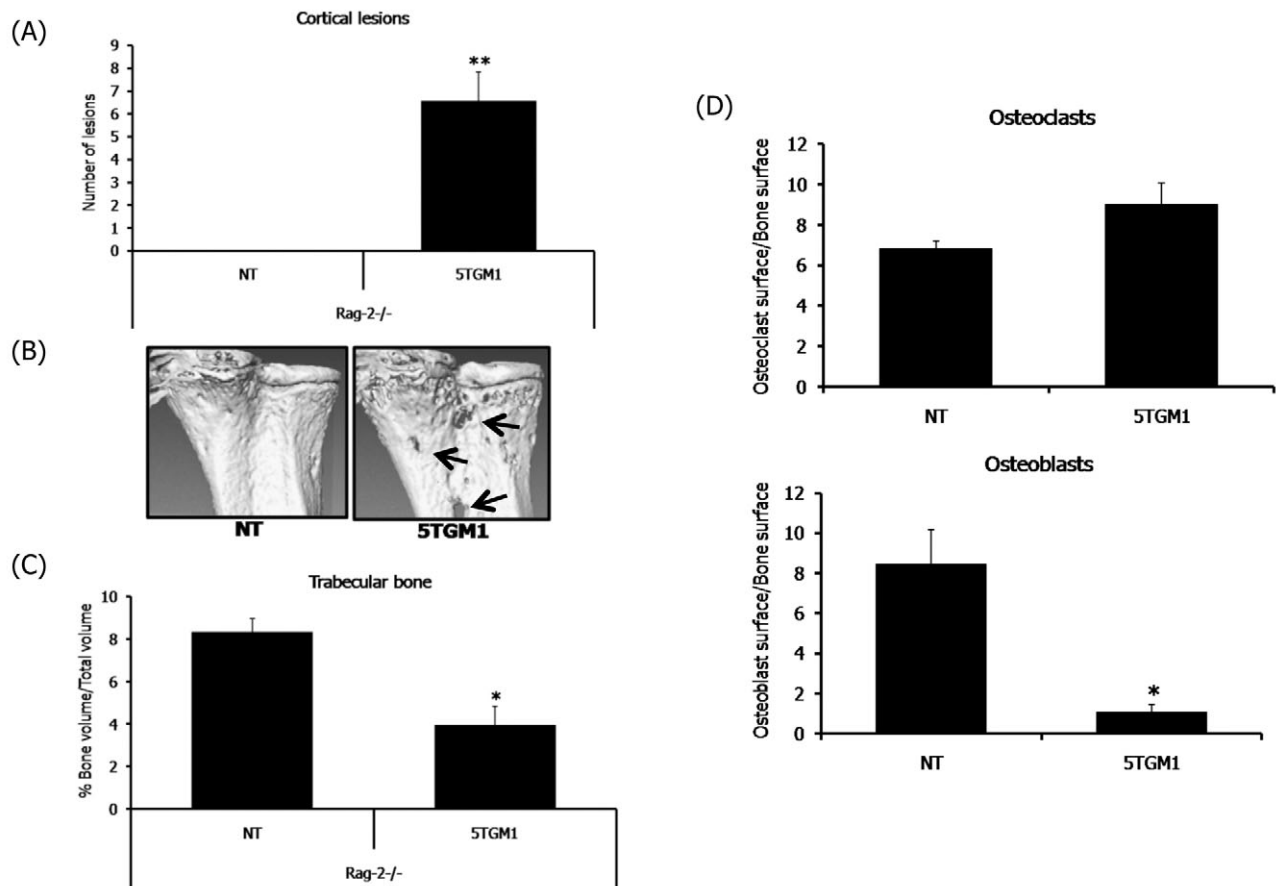 (A)
Cortical lesions
Number of lesions
9
8
7
6
5
4
3
2
1
0
**
NT
5TGM1
Rag-2-/-
(B)
NT
5TGM1
(C)
Trabecular bone
% Bone volume/Total volume
10
8
6
4
2
0
*
NT
5TGM1
Rag-2-/-
(D)
Osteoclasts
Osteoclast surface/Bone surface
12
10
8
6
4
2
0
NT
5TGM1
Osteoblasts
Osteoblast surface/Bone surface
12
10
8
6
4
2
0
*
NT
5TGM1